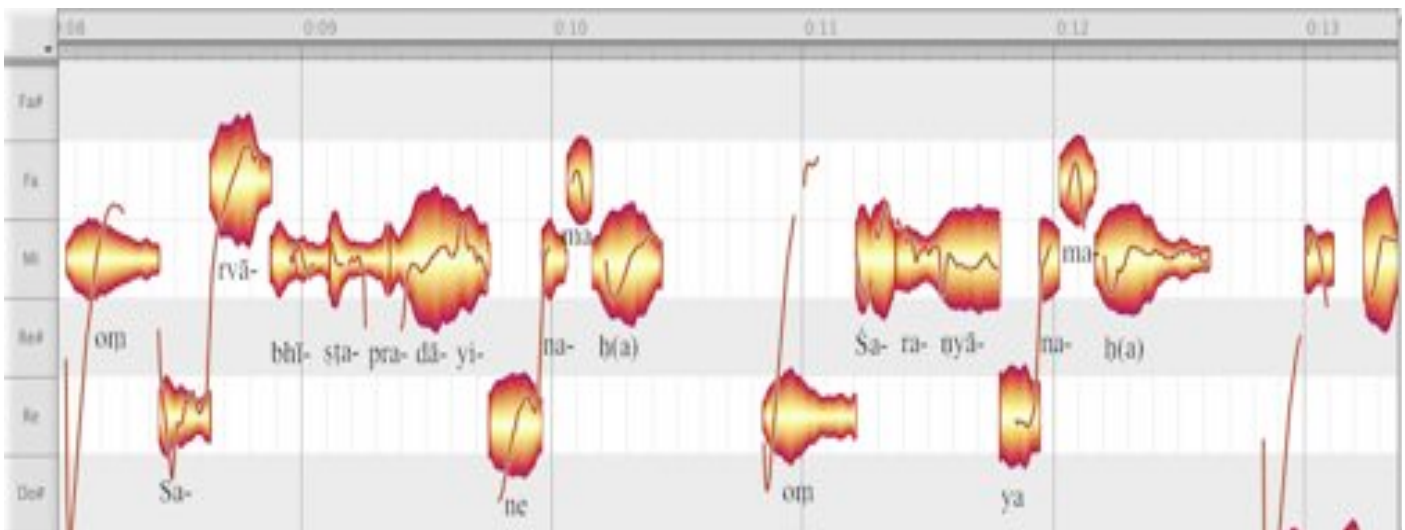 0:08 0:09 0:10 0:11 0:12 0:13
Fa#
Fa
Mi
Re#
Re
Do#
oṃ Sa- rvā- bhī- ṣṭa- pra- dā- yi- ne na- ma ḥ(a)
oṃ Śa- ra- ṇyā- ya na- ma- ḥ(a)